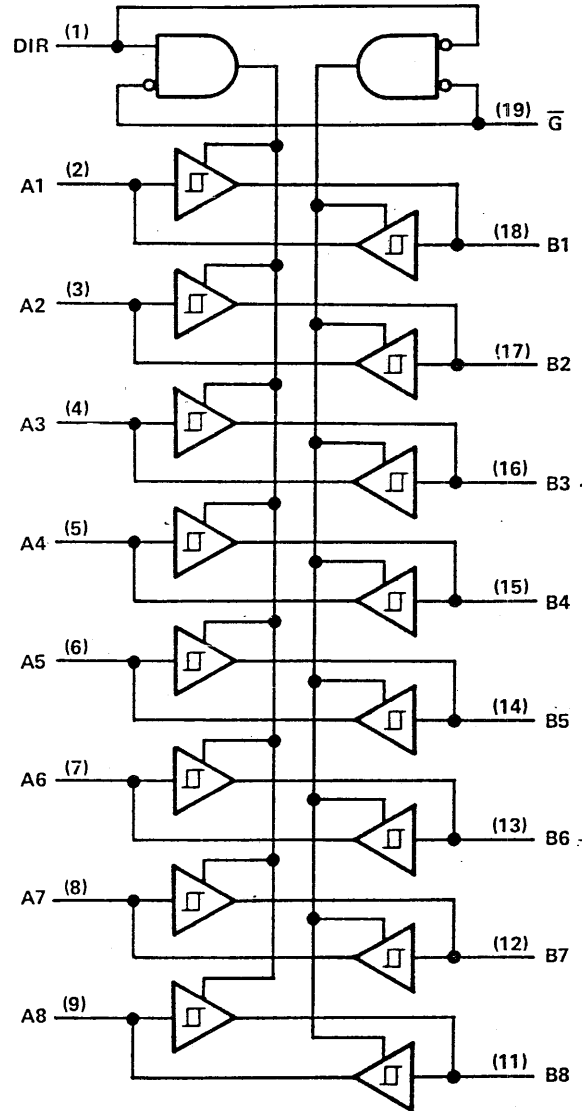 DIR (1)
(19) G̅
A1 (2)
(18) B1
A2 (3)
(17) B2
A3 (4)
(16) B3
A4 (5)
(15) B4
A5 (6)
(14) B5
A6 (7)
(13) B6
A7 (8)
(12) B7
A8 (9)
(11) B8